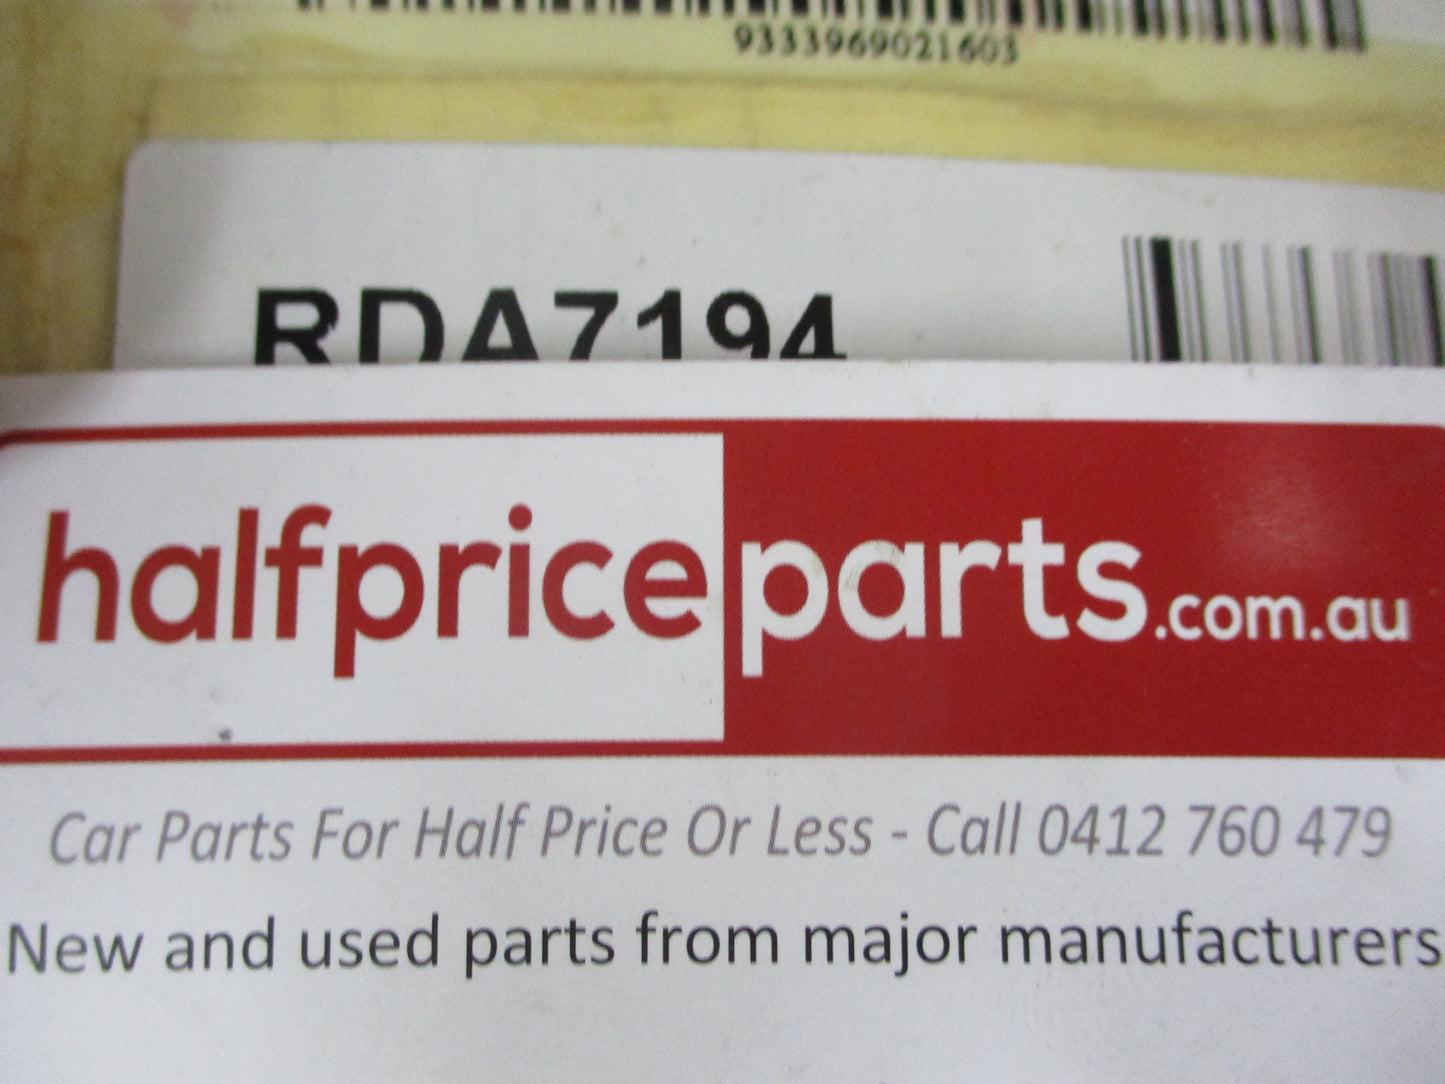 9333969021603
RDA7194
halfpriceparts.com.au
Car Parts For Half Price Or Less - Call 0412 760 479
New and used parts from major manufacturers